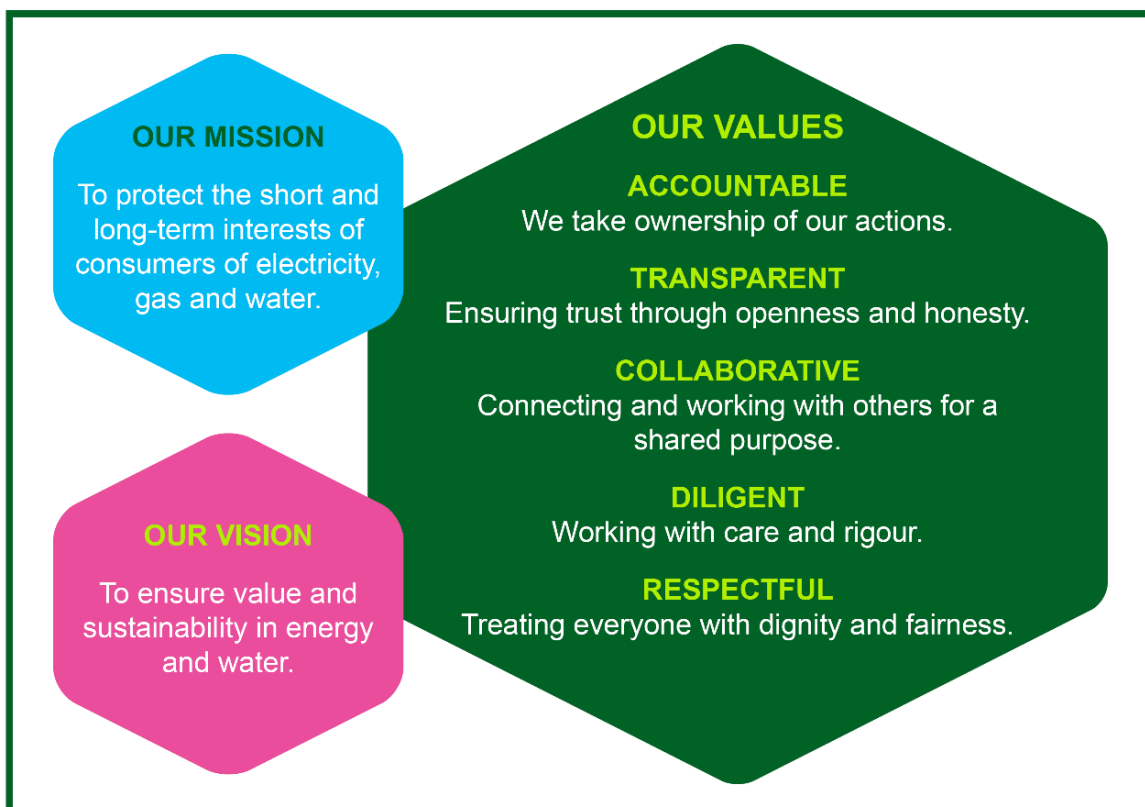 OUR MISSION
To protect the short and
long-term interests of
consumers of electricity,
gas and water.
OUR VISION
To ensure value and
sustainability in energy
and water.
OUR VALUES
ACCOUNTABLE
We take ownership of our actions.
TRANSPARENT
Ensuring trust through openness and honesty.
COLLABORATIVE
Connecting and working with others for a
shared purpose.
DILIGENT
Working with care and rigour.
RESPECTFUL
Treating everyone with dignity and fairness.